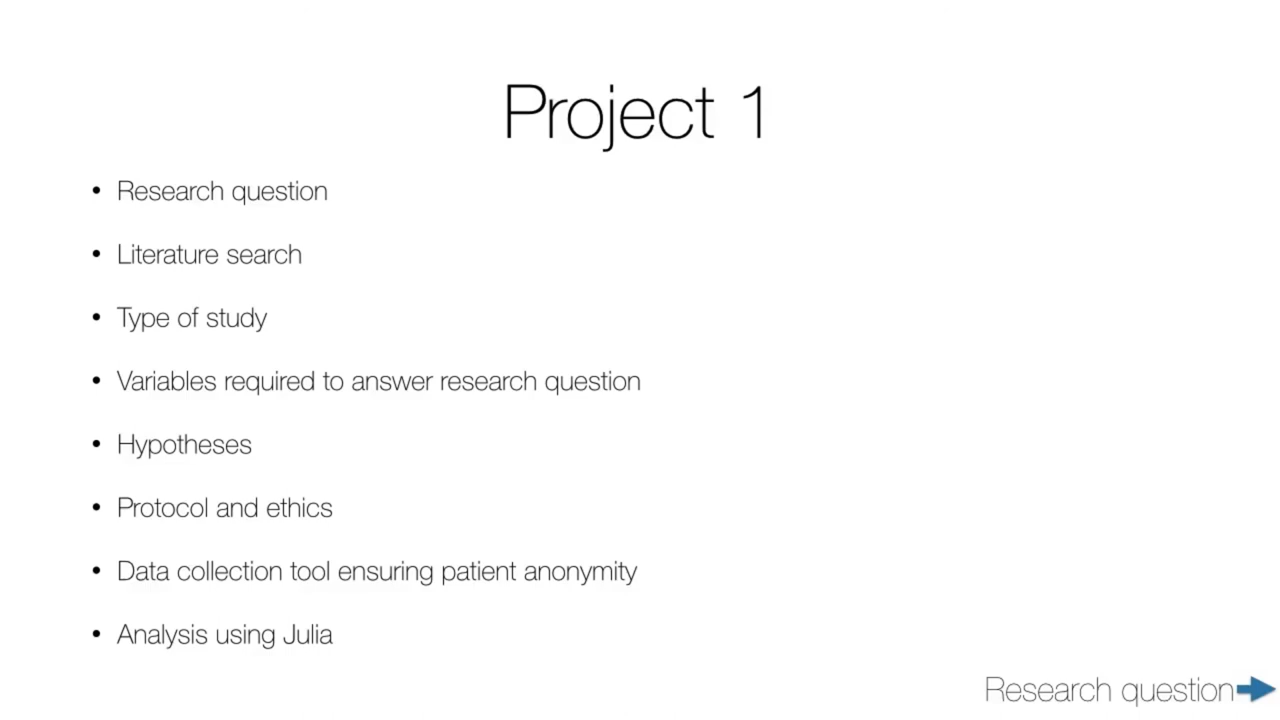 Project 1
• Research question
• Literature search
• Type of study
• Variables required to answer research question
• Hypotheses
• Protocol and ethics
• Data collection tool ensuring patient anonymity
• Analysis using Julia
Research question